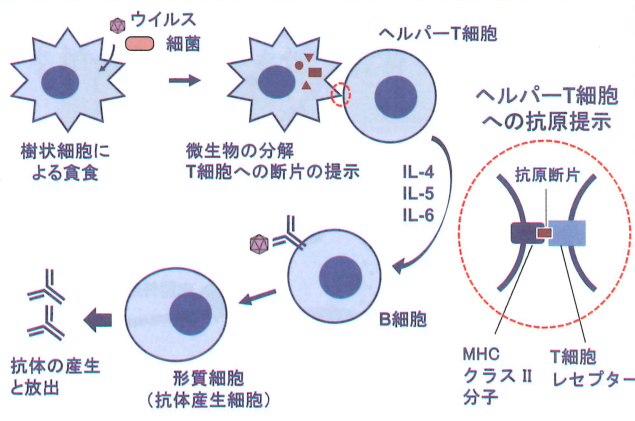 ウイルス
細菌
ヘルパーT細胞
樹状細胞に
よる貪食
微生物の分解
T細胞への断片の提示
ヘルパーT細胞
への抗原提示
抗原断片
IL-4
IL-5
IL-6
B細胞
MHC
クラス II
分子
T細胞
レセプター
形質細胞
（抗体産生細胞）
抗体の産生
と放出